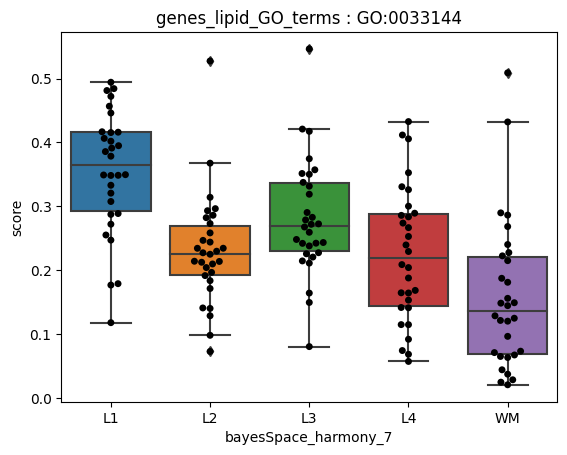 genes_lipid_GO_terms : GO:0033144
score
0.5
0.4
0.3
0.2
0.1
0.0
L1 L2 L3 L4 WM
bayesSpace_harmony_7